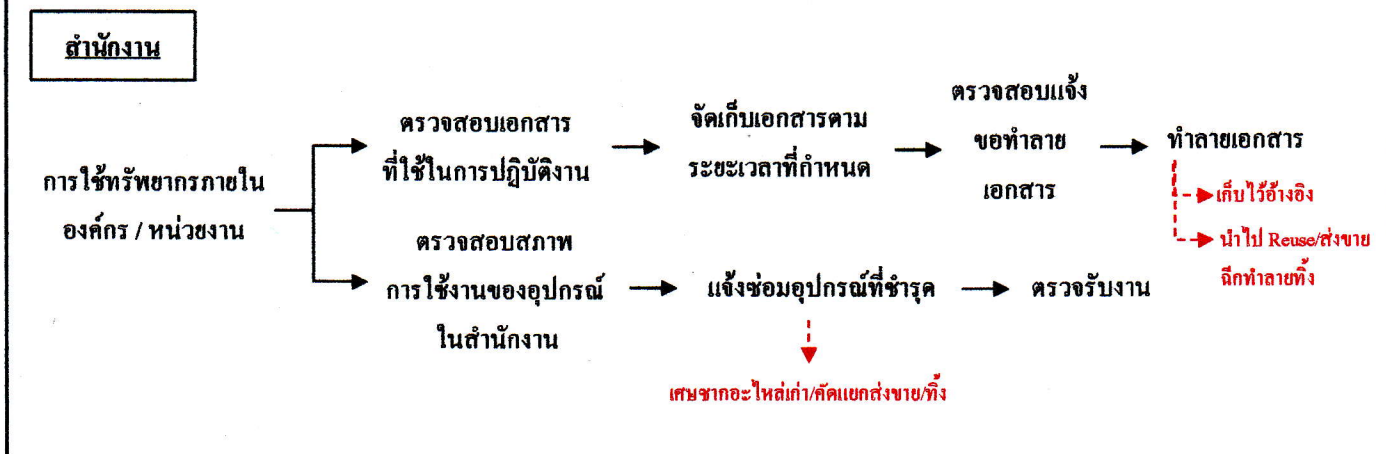 สำนักงาน
การใช้ทรัพยากรภายใน
องค์กร / หน่วยงาน
ตรวจสอบเอกสาร
ที่ใช้ในการปฎิบัติงาน
จัดเก็บเอกสารตาม
ระยะเวลาที่กำหนด
ตรวจสอบแจ้ง
ขอทำลาย
เอกสาร
ทำลายเอกสาร
เก็บไว้อ้างอิง
นำไป Reuse/ส่งขาย
ฉีกทำลายทิ้ง
ตรวจสอบสภาพ
การใช้งานของอุปกรณ์
ในสำนักงาน
แจ้งซ่อมอุปกรณ์ที่ชำรุด
ตรวจรับงาน
เศษซากอะไหล่เก่า/คัดแยกส่งขาย/ทิ้ง